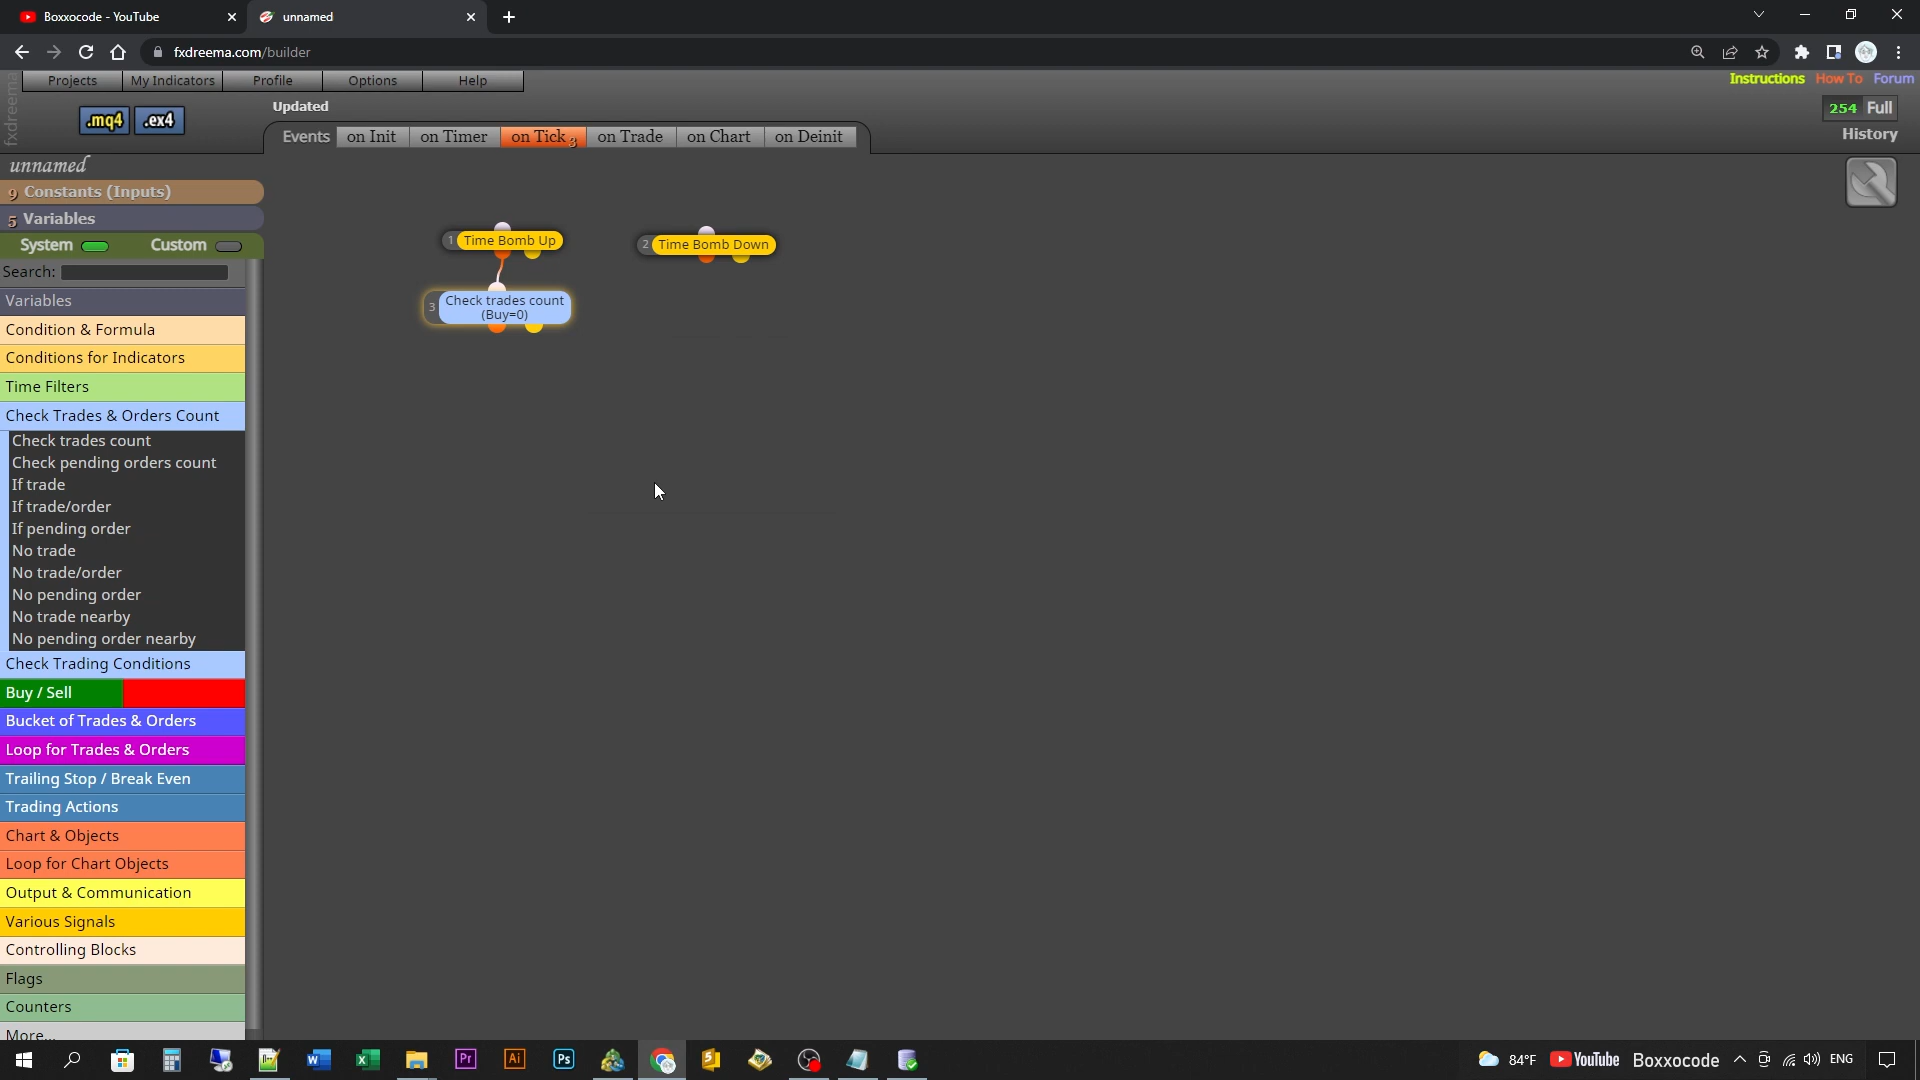 Boxxocode - YouTube
unnamed
fxdreema.com/builder
Projects
My Indicators
Profile
Options
Help
Instructions
How To
Forum
fxdreema
.mq4
.ex4
Updated
254 Full
History
Events
on Init
on Timer
on Tick 3
on Trade
on Chart
on Deinit
unnamed
9 Constants (Inputs)
5 Variables
System
Custom
Search:
Variables
Condition & Formula
Conditions for Indicators
Time Filters
Check Trades & Orders Count
Check trades count
Check pending orders count
If trade
If trade/order
If pending order
No trade
No trade/order
No pending order
No trade nearby
No pending order nearby
Check Trading Conditions
Buy / Sell
Bucket of Trades & Orders
Loop for Trades & Orders
Trailing Stop / Break Even
Trading Actions
Chart & Objects
Loop for Chart Objects
Output & Communication
Various Signals
Controlling Blocks
Flags
Counters
More...
1 Time Bomb Up
2 Time Bomb Down
3 Check trades count
(Buy=0)
Pr
Ai
Ps
84°F
YouTube
Boxxocode
ENG